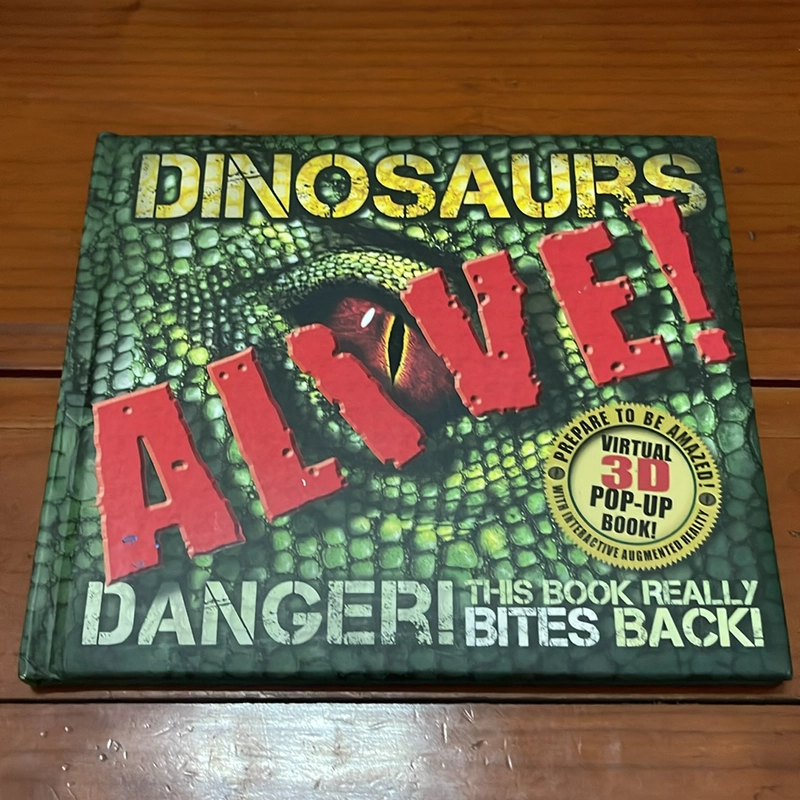 DINOSAURS
ALIVE!
PREPARE TO BE AMAZED!
VIRTUAL
3D
POP-UP
BOOK!
WITH INTERACTIVE AUGMENTED REALITY
DANGER!
THIS BOOK REALLY
BITES BACK!